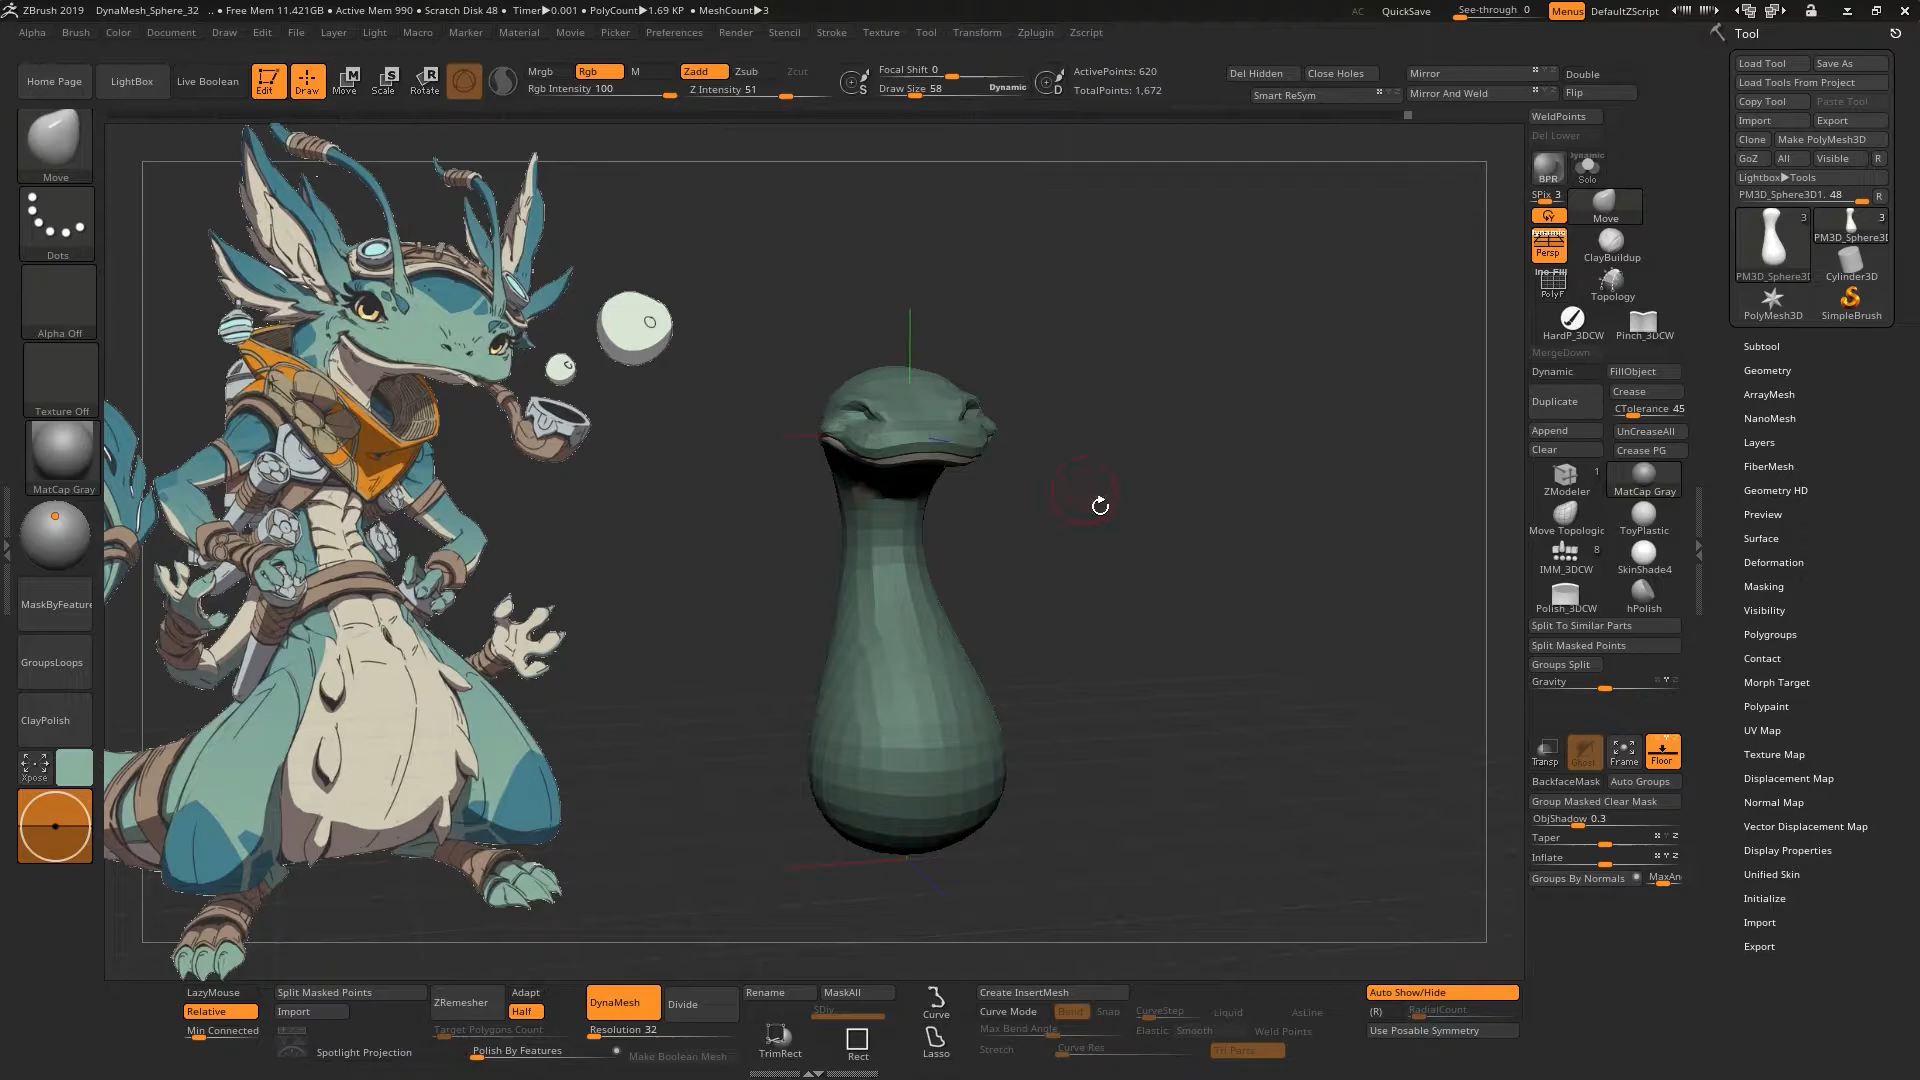 ZBrush 2019 DynaMesh_Sphere_32 .. • Free Mem 11.421GB • Active Mem 990 • Scratch Disk 48 • Timer▶0.001 • PolyCount▶1.69 KP • MeshCount▶3
AC QuickSave See-through 0 Menus DefaultZScript
Alpha Brush Color Document Draw Edit File Layer Light Macro Marker Material Movie Picker Preferences Render Stencil Stroke Texture Tool Transform Zplugin Zscript
Home Page LightBox Live Boolean Edit Draw Move Scale Rotate
Mrgb Rgb M Zadd Zsub Zcut
Rgb Intensity 100 Z Intensity 51
S Focal Shift 0
Draw Size 58 Dynamic D
ActivePoints: 620
TotalPoints: 1,672
Del Hidden Close Holes Mirror Double
Smart ReSym Mirror And Weld Flip
Move
Dots
Alpha Off
Texture Off
MatCap Gray
MaskByFeature
GroupsLoops
ClayPolish
Xpose
WeldPoints
Del Lower
BPR Dynamic Solo
SPix 3
Move
Dynamic Persp
ClayBuildup
PolyF
Topology
HardP_3DCW Pinch_3DCW
MergeDown
Dynamic FillObject
Duplicate Crease
CTolerance 45
Append UnCreaseAll
Clear Crease PG
ZModeler 1 MatCap Gray
Move Topologic ToyPlastic
IMM_3DCW 8 SkinShade4
Polish_3DCW hPolish
Split To Similar Parts
Split Masked Points
Groups Split
Gravity
Transp Ghost Frame Floor
BackfaceMask Auto Groups
Group Masked Clear Mask
ObjShadow 0.3
Taper
Inflate
Groups By Normals MaxAn
Tool
Load Tool Save As
Load Tools From Project
Copy Tool Paste Tool
Import Export
Clone Make PolyMesh3D
GoZ All Visible R
Lightbox▶Tools
PM3D_Sphere3D1. 48 R
3 3
PM3D_Sphere3D
PM3D_Sphere3D Cylinder3D
PolyMesh3D SimpleBrush
Subtool
Geometry
ArrayMesh
NanoMesh
Layers
FiberMesh
Geometry HD
Preview
Surface
Deformation
Masking
Visibility
Polygroups
Contact
Morph Target
Polypaint
UV Map
Texture Map
Displacement Map
Normal Map
Vector Displacement Map
Display Properties
Unified Skin
Initialize
Import
Export
LazyMouse Split Masked Points ZRemesher Adapt DynaMesh Divide Rename MaskAll Curve Create InsertMesh Auto Show/Hide
Relative Import Half SDiv Curve Mode Bend Snap CurveStep Liquid AsLine (R) RadialCount
Min Connected Target Polygons Count Resolution 32 Max Bend Angle Elastic Smooth Weld Points Use Posable Symmetry
Spotlight Projection Polish By Features Make Boolean Mesh TrimRect Rect Lasso Stretch Curve Res Tri Parts